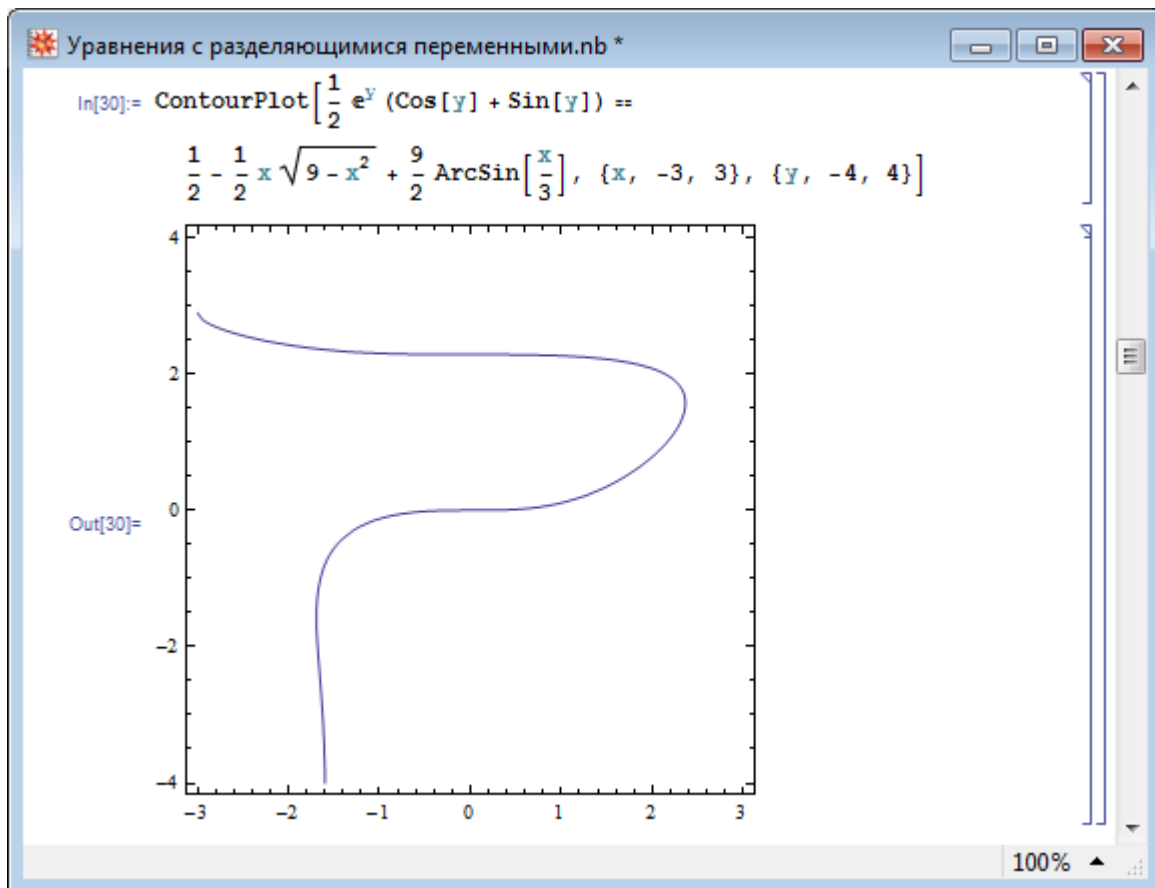 Уравнения с разделяющимися переменными.nb *
In[30]:= ContourPlot[1/2 ⅇ^y (Cos[y] + Sin[y]) ==
1/2 - 1/2 x √(9 - x^2) + 9/2 ArcSin[x/3], {x, -3, 3}, {y, -4, 4}]
4
2
0
-2
-4
Out[30]=
-3 -2 -1 0 1 2 3
100%